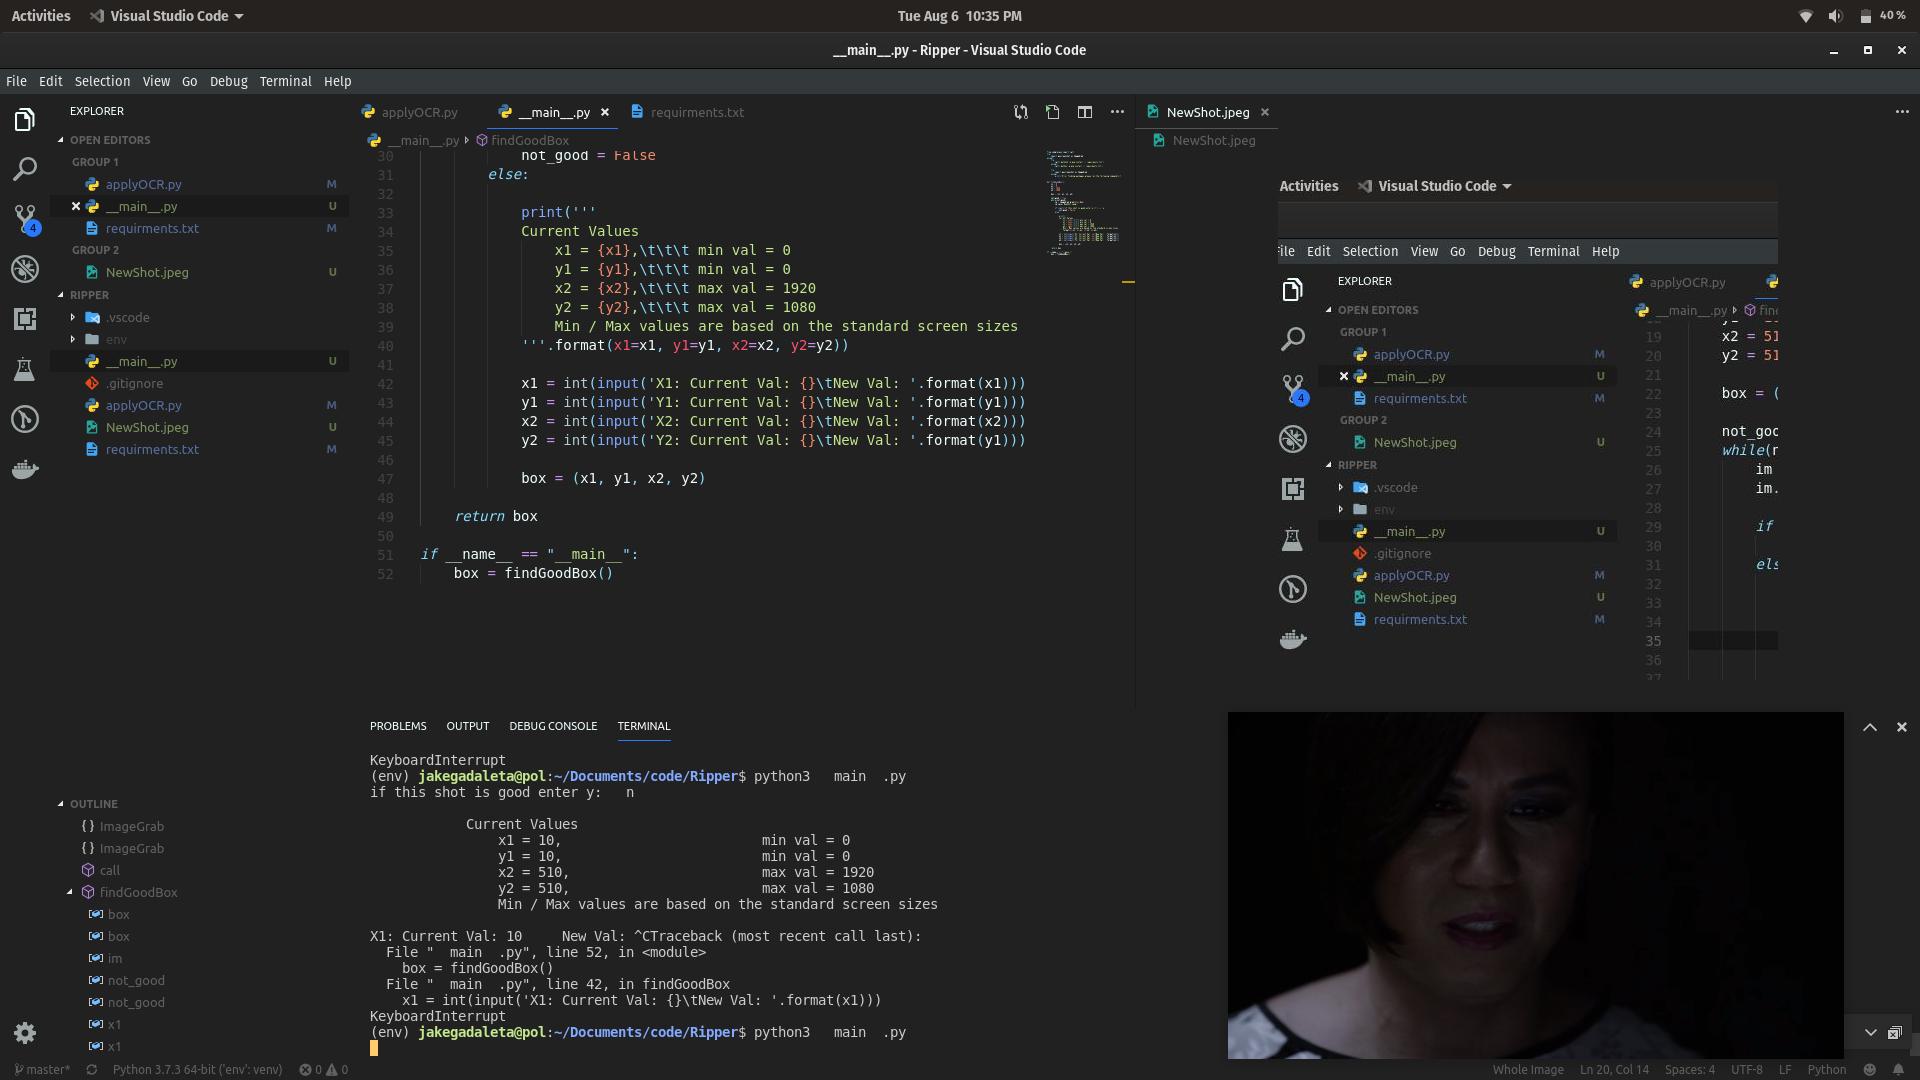 Activities Visual Studio Code Tue Aug 6 10:35 PM 40 %
__main__.py - Ripper - Visual Studio Code
File Edit Selection View Go Debug Terminal Help
EXPLORER
OPEN EDITORS
GROUP 1
applyOCR.py M
__main__.py U
requirments.txt M
GROUP 2
NewShot.jpeg U
RIPPER
.vscode
env
__main__.py U
.gitignore
applyOCR.py M
NewShot.jpeg U
requirments.txt M
4
OUTLINE
ImageGrab
ImageGrab
call
findGoodBox
box
box
im
not_good
not_good
x1
x1
applyOCR.py __main__.py requirments.txt
__main__.py findGoodBox
30 not_good = False
31 else:
32
33 print('''
34 Current Values
35 x1 = {x1},\t\t\t min val = 0
36 y1 = {y1},\t\t\t min val = 0
37 x2 = {x2},\t\t\t max val = 1920
38 y2 = {y2},\t\t\t max val = 1080
39 Min / Max values are based on the standard screen sizes
40 '''.format(x1=x1, y1=y1, x2=x2, y2=y2))
41
42 x1 = int(input('X1: Current Val: {}\tNew Val: '.format(x1)))
43 y1 = int(input('Y1: Current Val: {}\tNew Val: '.format(y1)))
44 x2 = int(input('X2: Current Val: {}\tNew Val: '.format(x2)))
45 y2 = int(input('Y2: Current Val: {}\tNew Val: '.format(y1)))
46
47 box = (x1, y1, x2, y2)
48
49 return box
50
51 if __name__ == "__main__":
52 box = findGoodBox()
NewShot.jpeg
NewShot.jpeg
Activities Visual Studio Code
File Edit Selection View Go Debug Terminal Help
EXPLORER
OPEN EDITORS
GROUP 1
applyOCR.py M
__main__.py U
requirments.txt M
GROUP 2
NewShot.jpeg U
RIPPER
.vscode
env
__main__.py U
.gitignore
applyOCR.py M
NewShot.jpeg U
requirments.txt M
4
applyOCR.py
__main__.py
19 x2 = 51
20 y2 = 51
21
22 box = (
23
24 not_goo
25 while(n
26 im
27 im.
28
29 if
30
31 els
32
33
34
35
36
37
PROBLEMS OUTPUT DEBUG CONSOLE TERMINAL
KeyboardInterrupt
(env) jakegadaleta@pol:~/Documents/code/Ripper$ python3 main .py
if this shot is good enter y: n
Current Values
x1 = 10, min val = 0
y1 = 10, min val = 0
x2 = 510, max val = 1920
y2 = 510, max val = 1080
Min / Max values are based on the standard screen sizes
X1: Current Val: 10 New Val: ^CTraceback (most recent call last):
File " main .py", line 52, in <module>
box = findGoodBox()
File " main .py", line 42, in findGoodBox
x1 = int(input('X1: Current Val: {}\tNew Val: '.format(x1)))
KeyboardInterrupt
(env) jakegadaleta@pol:~/Documents/code/Ripper$ python3 main .py
master* Python 3.7.3 64-bit ('env': venv) 0 0 Whole Image Ln 20, Col 14 Spaces: 4 UTF-8 LF Python